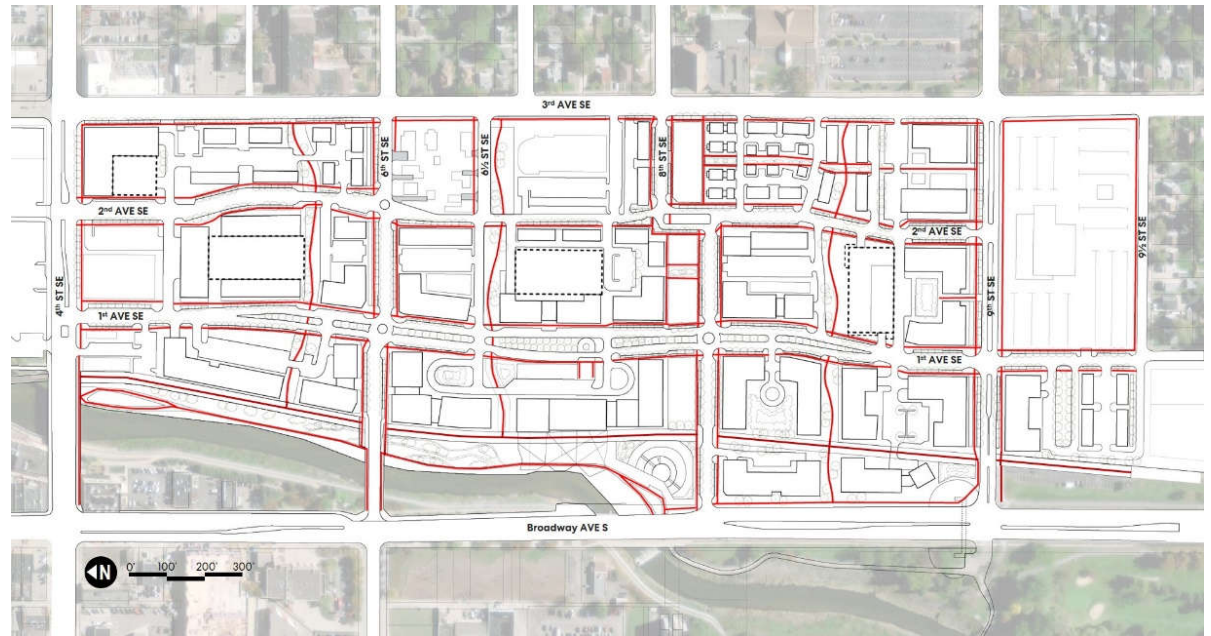 3rd AVE SE
6th ST SE
6½ ST SE
8th ST SE
2nd AVE SE
2nd AVE SE
4th ST SE
9th ST SE
9½ ST SE
1st AVE SE
1st AVE SE
Broadway AVE S
N
0' 100' 200' 300'